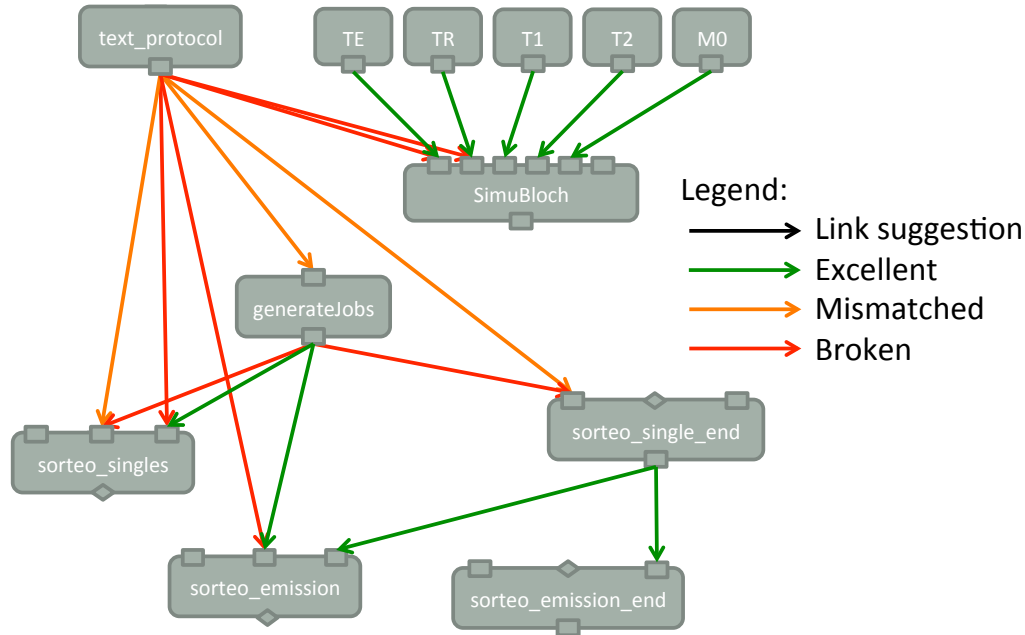 text_protocol
TE
TR
T1
T2
M0
SimuBloch
Legend:
Link suggestion
Excellent
Mismatched
Broken
generateJobs
sorteo_singles
sorteo_single_end
sorteo_emission
sorteo_emission_end